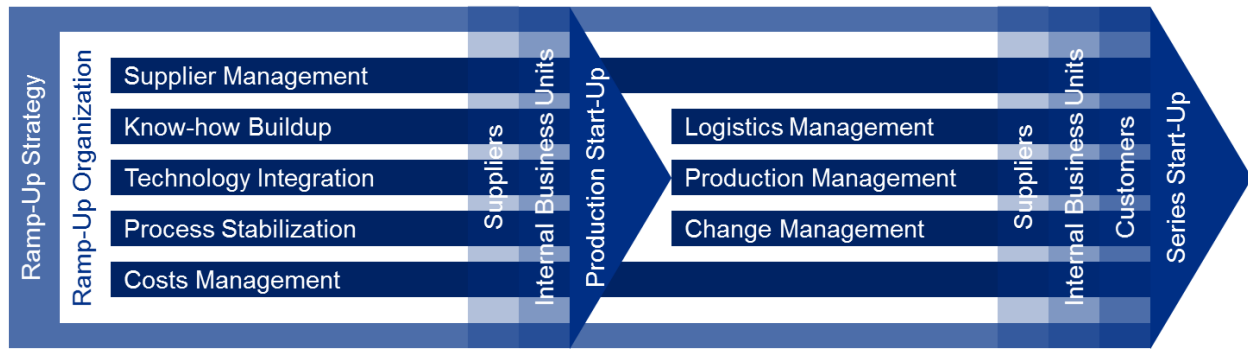 Ramp-Up Strategy
Ramp-Up Organization
Supplier Management
Know-how Buildup
Technology Integration
Process Stabilization
Costs Management
Suppliers
Internal Business Units
Production Start-Up
Logistics Management
Production Management
Change Management
Suppliers
Internal Business Units
Customers
Series Start-Up